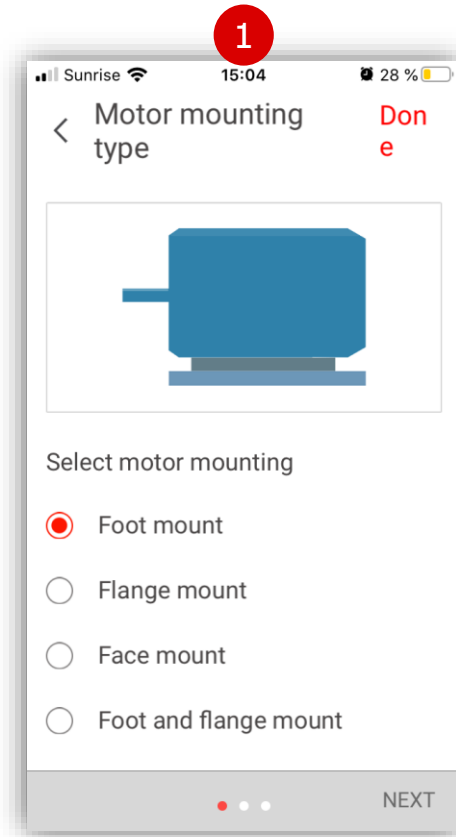 1
Sunrise 15:04 28 %
Motor mounting
type
Don
e
Select motor mounting
Foot mount
Flange mount
Face mount
Foot and flange mount
NEXT